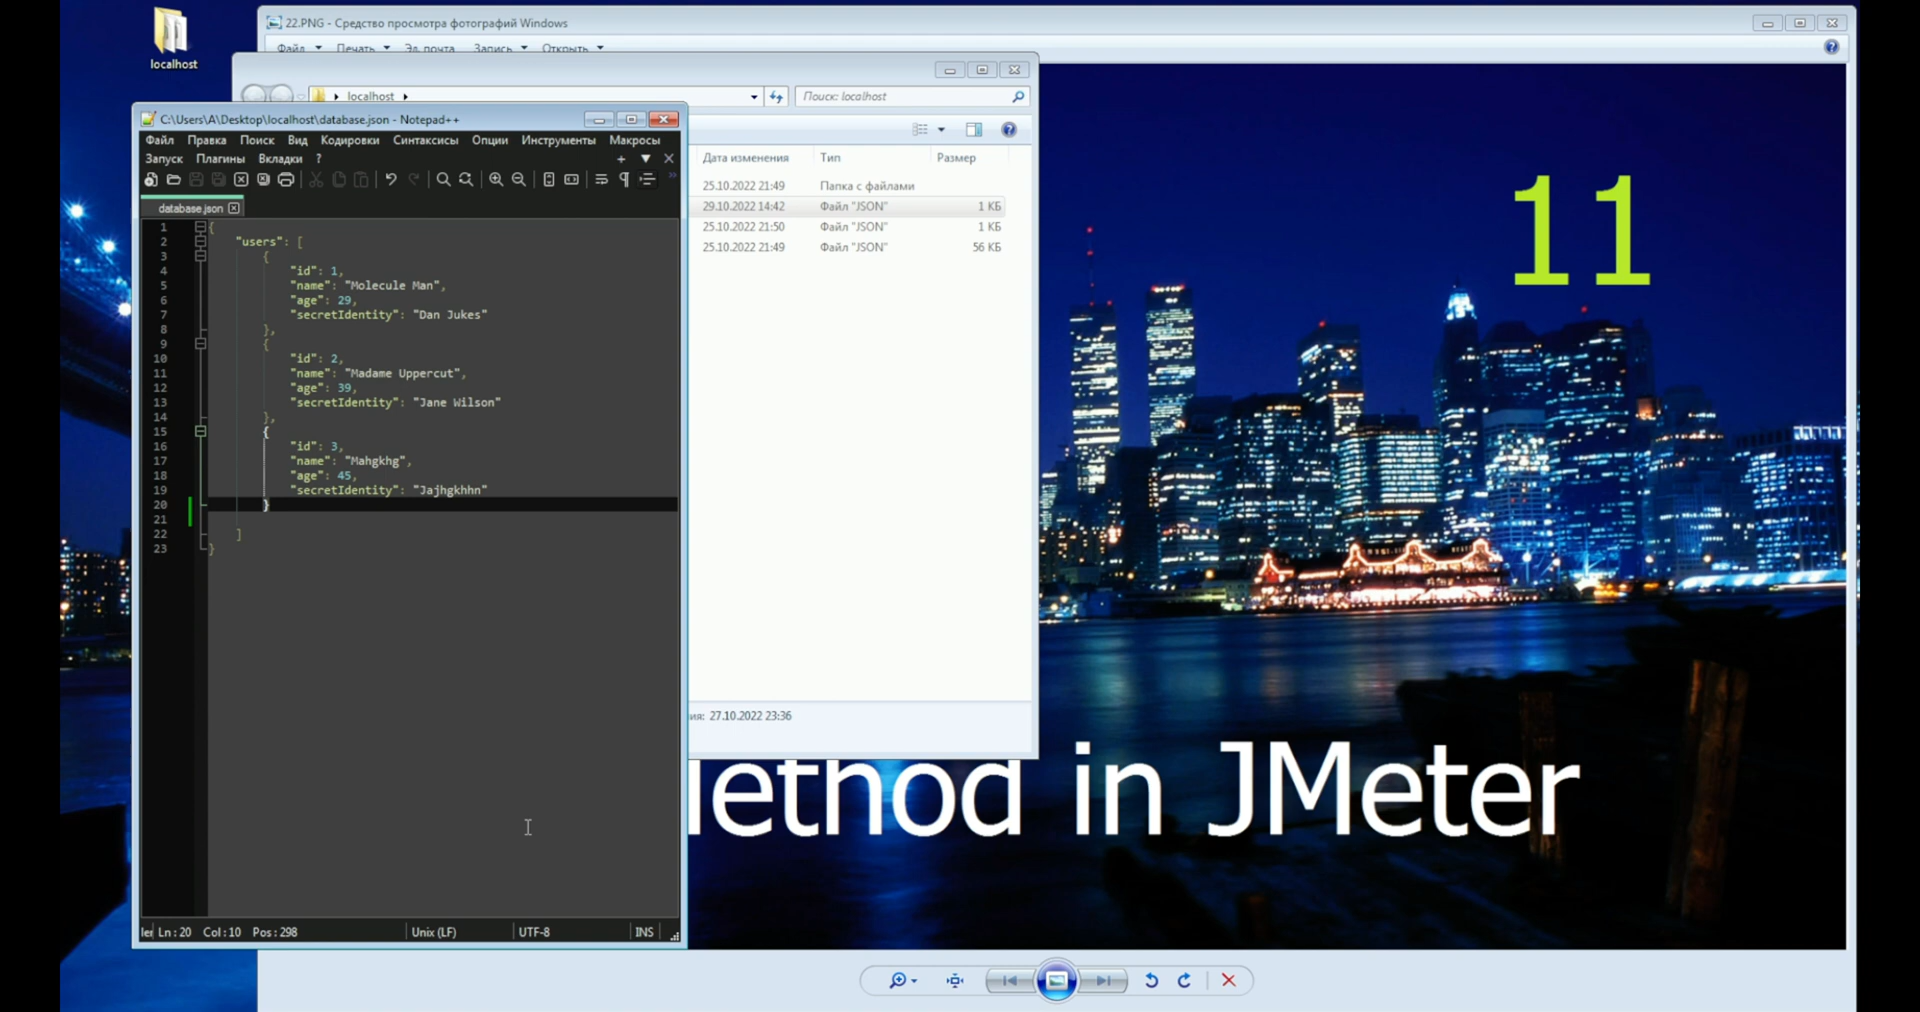 localhost
22.PNG - Средство просмотра фотографий Windows
Файл Печать Эл. почта Запись Открыть
localhost
Поиск: localhost
C:\Users\A\Desktop\localhost\database.json - Notepad++
Файл Правка Поиск Вид Кодировки Синтаксисы Опции Инструменты Макросы
Запуск Плагины Вкладки ?
database.json
1 {
2 "users": [
3 {
4 "id": 1,
5 "name": "Molecule Man",
6 "age": 29,
7 "secretIdentity": "Dan Jukes"
8 },
9 {
10 "id": 2,
11 "name": "Madame Uppercut",
12 "age": 39,
13 "secretIdentity": "Jane Wilson"
14 },
15 {
16 "id": 3,
17 "name": "Mahgkhg",
18 "age": 45,
19 "secretIdentity": "Jajhgkhhn"
20 }
21
22 ]
23 }
Ln : 20 Col : 10 Pos : 298 Unix (LF) UTF-8 INS
Дата изменения Тип Размер
25.10.2022 21:49 Папка с файлами
29.10.2022 14:42 Файл "JSON" 1 КБ
25.10.2022 21:50 Файл "JSON" 1 КБ
25.10.2022 21:49 Файл "JSON" 56 КБ
27.10.2022 23:36
11
in JMeter